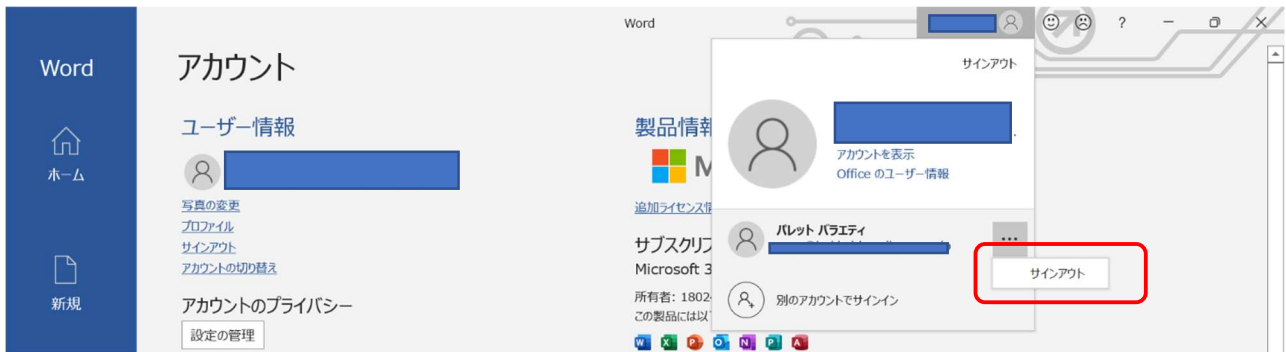 Word
Word
アカウント
サインアウト
ホーム
新規
ユーザー情報
写真の変更
プロファイル
サインアウト
アカウントの切り替え
アカウントのプライバシー
設定の管理
製品情報
M
追加ライセンス情
サブスクリプ
Microsoft 3
所有者: 1802
この製品には以下
アカウントを表示
Office のユーザー情報
パレット バラエティ
...
サインアウト
別のアカウントでサインイン